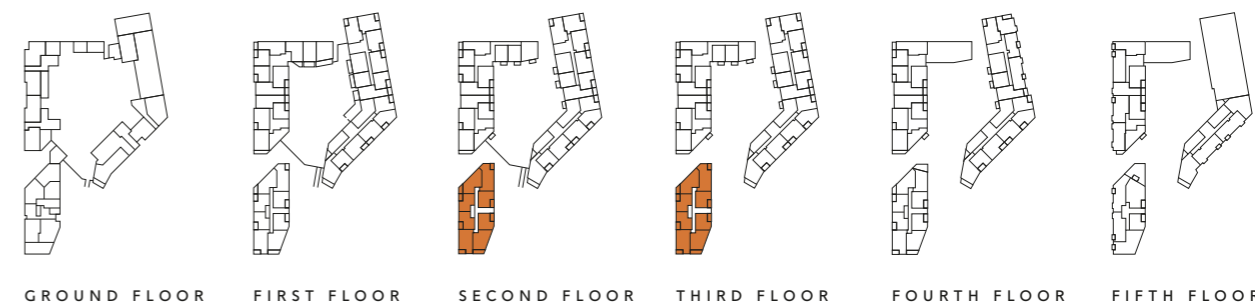 GROUND FLOOR
FIRST FLOOR
SECOND FLOOR
THIRD FLOOR
FOURTH FLOOR
FIFTH FLOOR